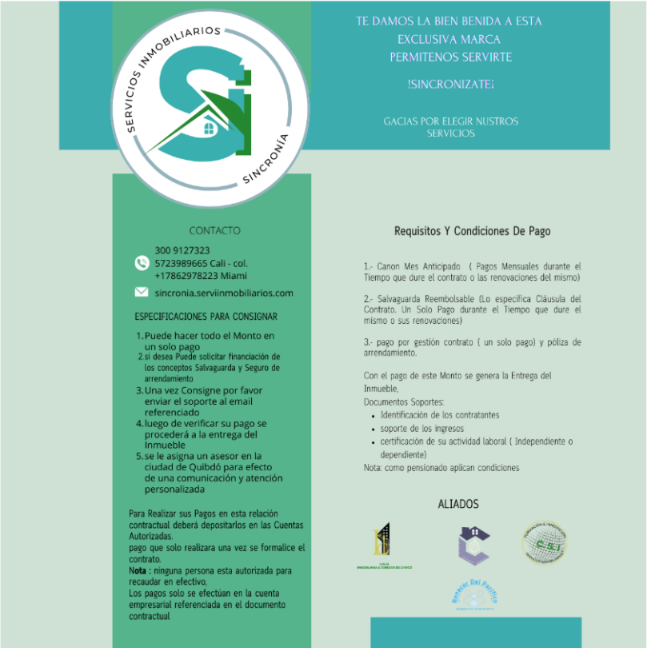 SERVICIOS INMOBILIARIOS
Si
SINCRONÍA
TE DAMOS LA BIEN BENIDA A ESTA
EXCLUSIVA MARCA
PERMITENOS SERVIRTE
!SINCRONIZATE¡
GACIAS POR ELEGIR NUSTROS
SERVICIOS
CONTACTO
300 9127323
5723989665 Cali - col.
+17862978223 Miami
sincronia.serviinmobiliarios.com
ESPECIFICACIONES PARA CONSIGNAR
1. Puede hacer todo el Monto en
un solo pago
2. si desea Puede solicitar financiación de
los conceptos Salvaguarda y Seguro de
arrendamiento
3. Una vez Consigne por favor
enviar el soporte al email
referenciado
4. luego de verificar su pago se
procederá a la entrega del
Inmueble
5. se le asigna un asesor en la
ciudad de Quibdó para efecto
de una comunicación y atención
personalizada
Para Realizar sus Pagos en esta relación
contractual deberá depositarlos en las Cuentas
Autorizadas.
pago que solo realizara una vez se formalice el
contrato.
Nota : ninguna persona esta autorizada para
recaudar en efectivo,
Los pagos solo se efectúan en la cuenta
empresarial referenciada en el documento
contractual
Requisitos Y Condiciones De Pago
1.- Canon Mes Anticipado ( Pagos Mensuales durante el
Tiempo que dure el contrato o las renovaciones del mismo)
2.- Salvaguarda Reembolsable (Lo especifica Cláusula del
Contrato. Un Solo Pago durante el Tiempo que dure el
mismo o sus renovaciones)
3.- pago por gestión contrato ( un solo pago) y póliza de
arrendamiento.
Con el pago de este Monto se genera la Entrega del
Inmueble,
Documentos Soportes:
• Identificación de los contratantes
• soporte de los ingresos
• certificación de su actividad laboral ( Independiente o
dependiente)
Nota: como pensionado aplican condiciones
ALIADOS
C.S.I
Renacer Del Pacífico